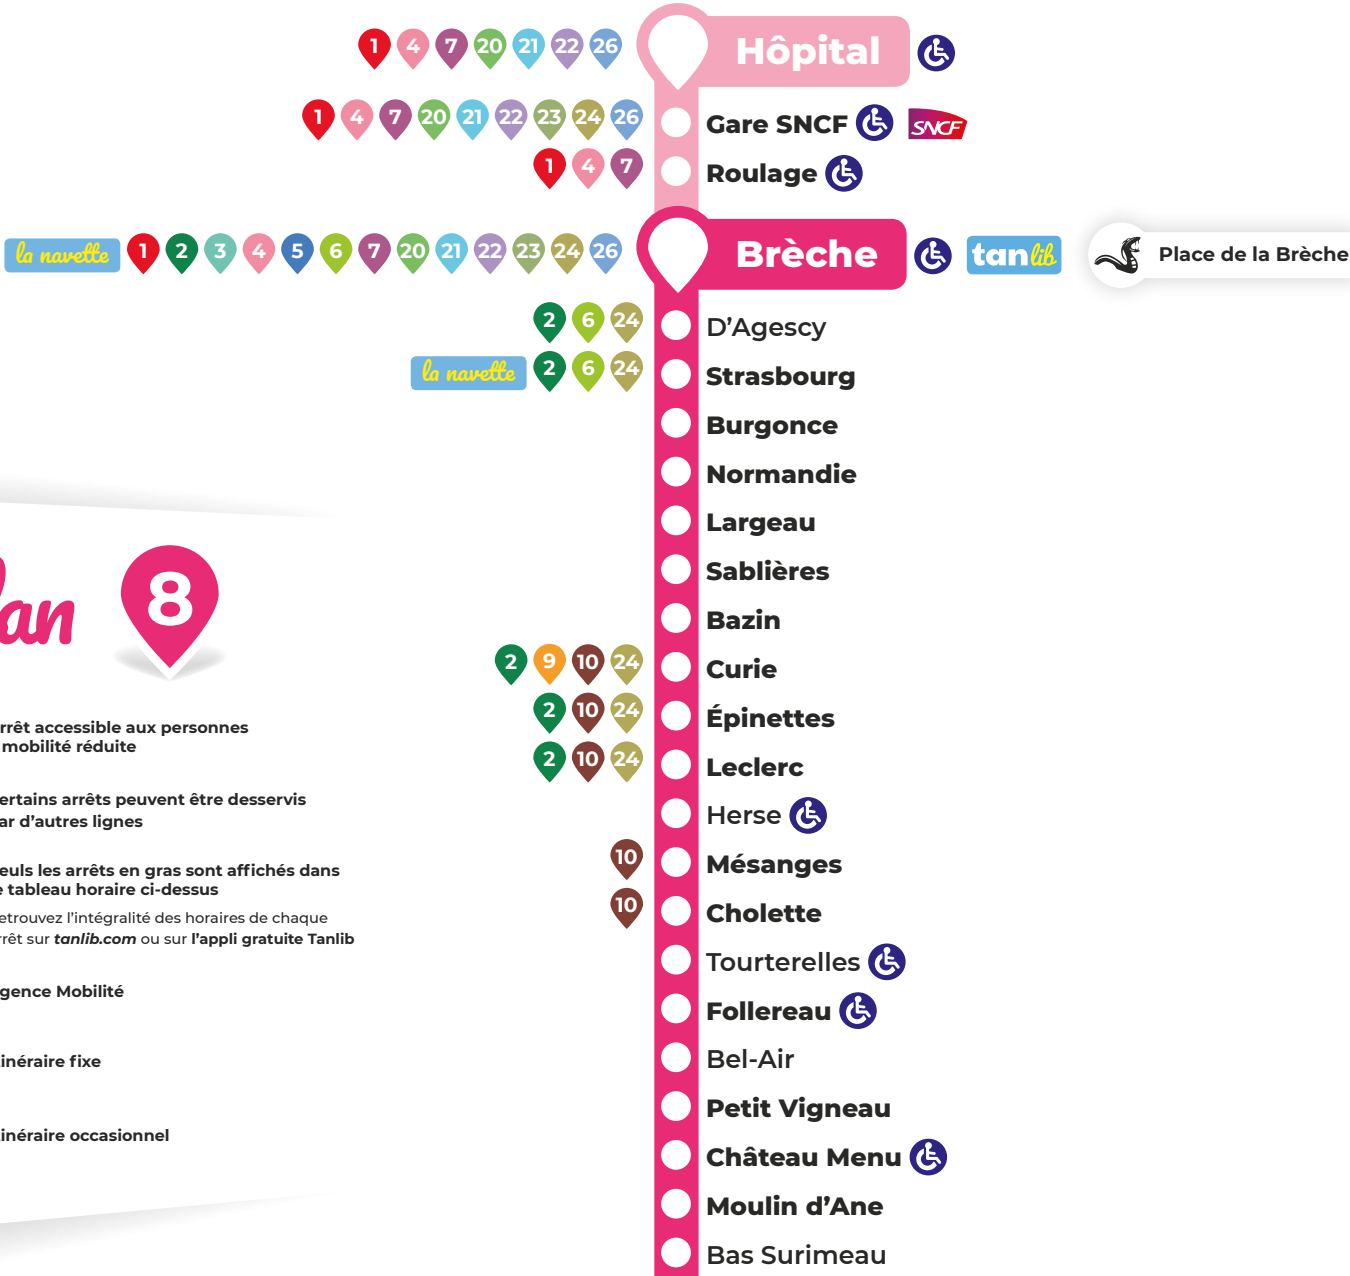 1 4 7 20 21 22 26 Hôpital
1 4 7 20 21 22 23 24 26 Gare SNCF SNCF
1 4 7 Roulage
la navette 1 2 3 4 5 6 7 20 21 22 23 24 26 Brèche tanlib Place de la Brèche
2 6 24 D'Agescy
la navette 2 6 24 Strasbourg
Burgonce
Normandie
Largeau
Sablières
Bazin
2 9 10 24 Curie
2 10 24 Épinettes
2 10 24 Leclerc
Herse
10 Mésanges
10 Cholette
Tourterelles
Follereau
Bel-Air
Petit Vigneau
Château Menu
Moulin d'Ane
Bas Surimeau
lan 8
rrêt accessible aux personnes
mobilité réduite
ertains arrêts peuvent être desservis
ar d'autres lignes
euls les arrêts en gras sont affichés dans
e tableau horaire ci-dessus
etrouvez l'intégralité des horaires de chaque
rrêt sur tanlib.com ou sur l'appli gratuite Tanlib
gence Mobilité
inéraire fixe
inéraire occasionnel